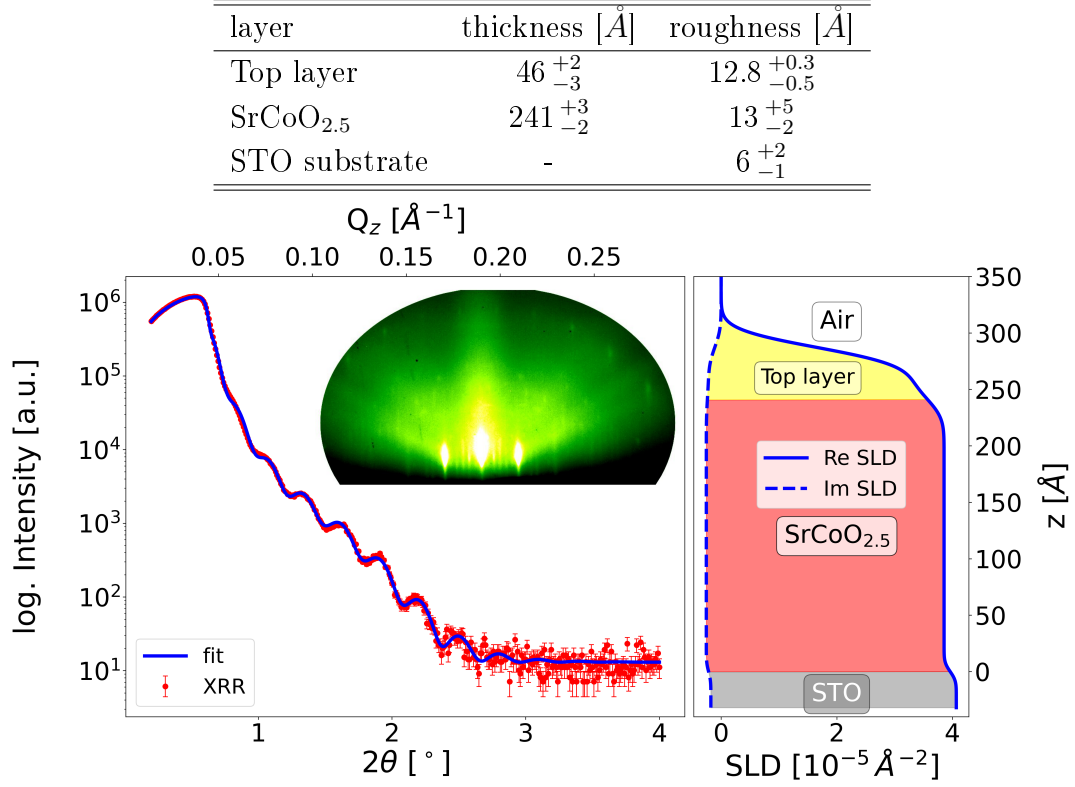 layer thickness [Å] roughness [Å]
Top layer 46 +2 −3 12.8 +0.3 −0.5
SrCoO2.5 241 +3 −2 13 +5 −2
STO substrate - 6 +2 −1
Qz [Å−1]
0.05 0.10 0.15 0.20 0.25
log. Intensity [a.u.]
10^6
10^5
10^4
10^3
10^2
10^1
fit
XRR
1 2 3 4
2θ [°]
Air
Top layer
Re SLD
Im SLD
SrCoO2.5
STO
350
300
250
200
150
100
50
0
z [Å]
0 2 4
SLD [10−5 Å−2]